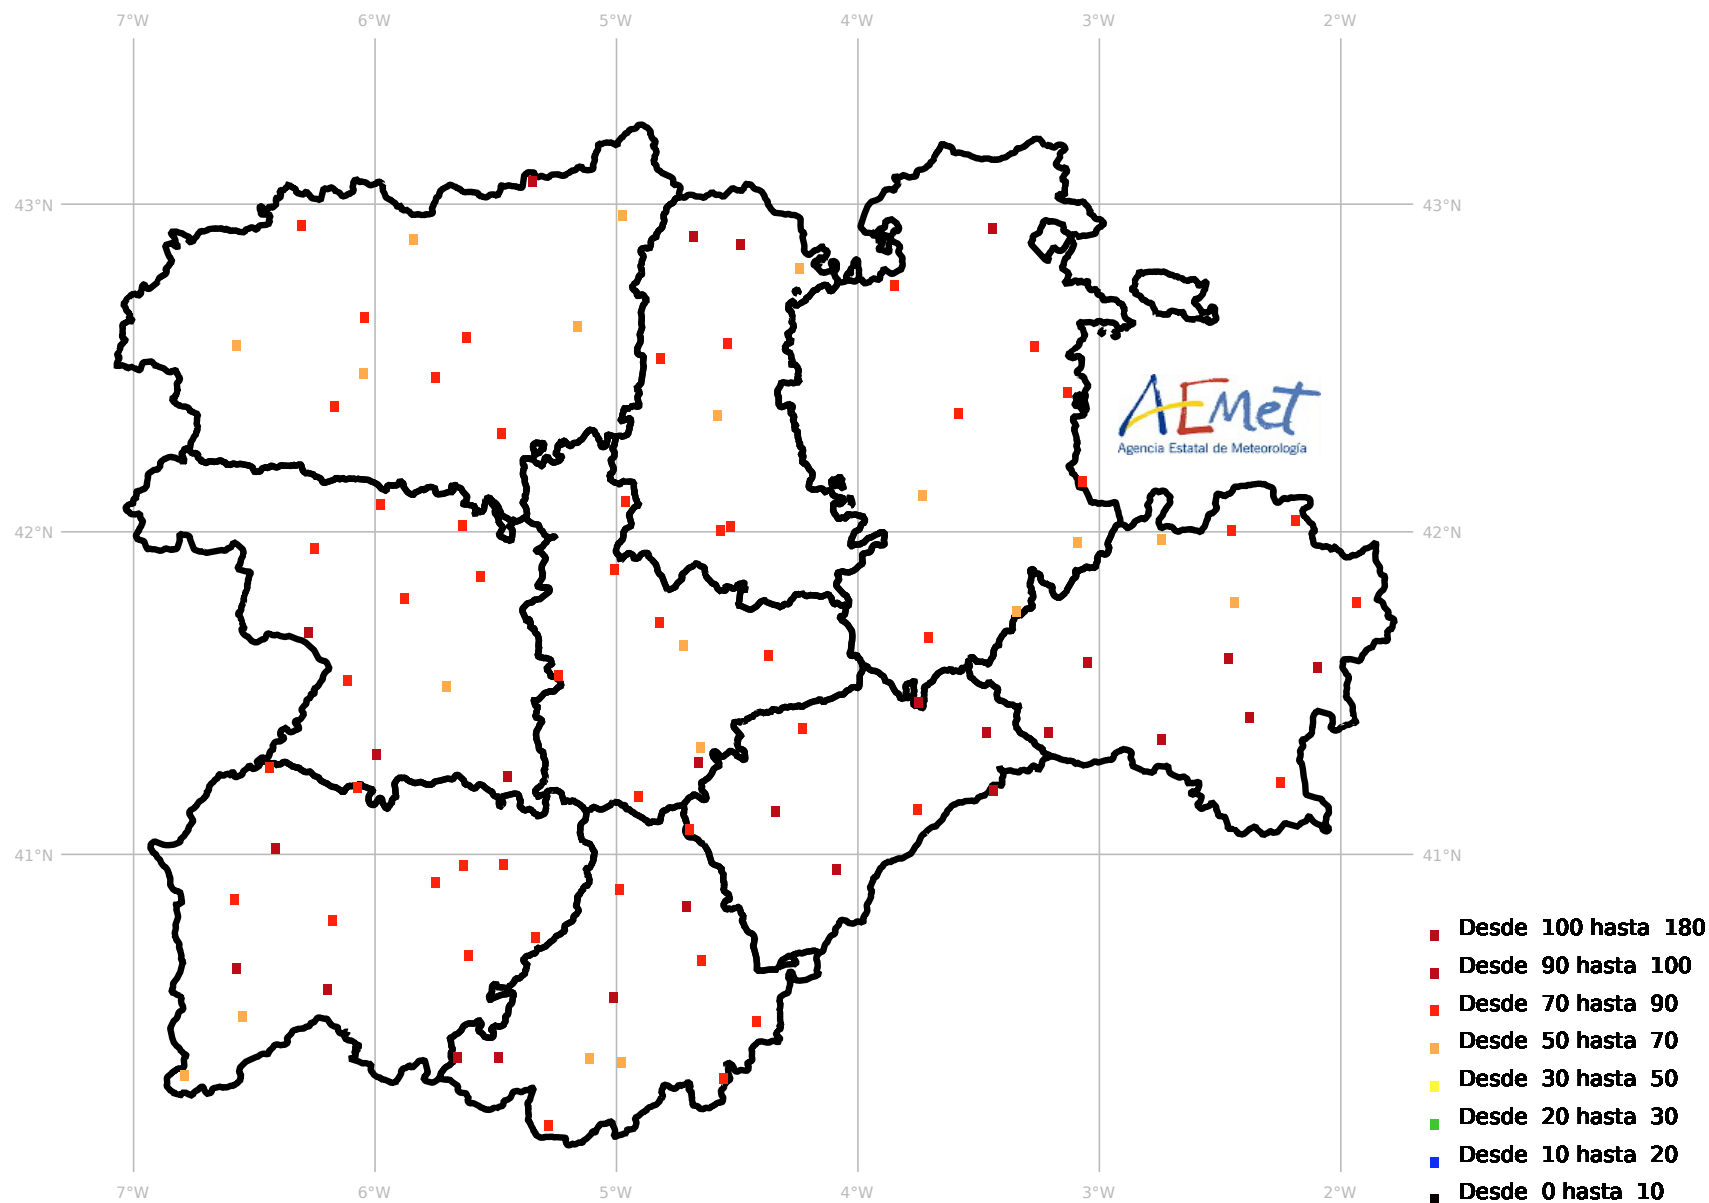 7°W 6°W 5°W 4°W 3°W 2°W
43°N 43°N
AEMet
Agencia Estatal de Meteorología
42°N 42°N
41°N 41°N
Desde 100 hasta 180
Desde 90 hasta 100
Desde 70 hasta 90
Desde 50 hasta 70
Desde 30 hasta 50
Desde 20 hasta 30
Desde 10 hasta 20
Desde 0 hasta 10
7°W 6°W 5°W 4°W 3°W 2°W